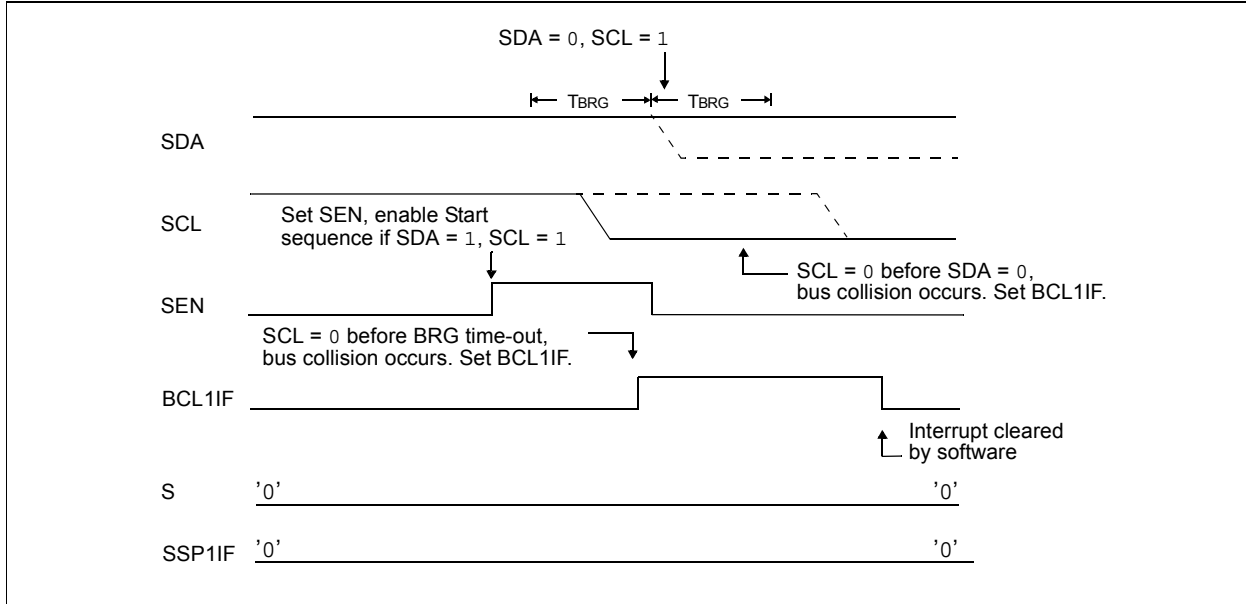 SDA = 0, SCL = 1
TBRG TBRG
SDA
SCL
Set SEN, enable Start
sequence if SDA = 1, SCL = 1
SCL = 0 before SDA = 0,
bus collision occurs. Set BCL1IF.
SEN
SCL = 0 before BRG time-out,
bus collision occurs. Set BCL1IF.
BCL1IF
Interrupt cleared
by software
S '0' '0'
SSP1IF '0' '0'